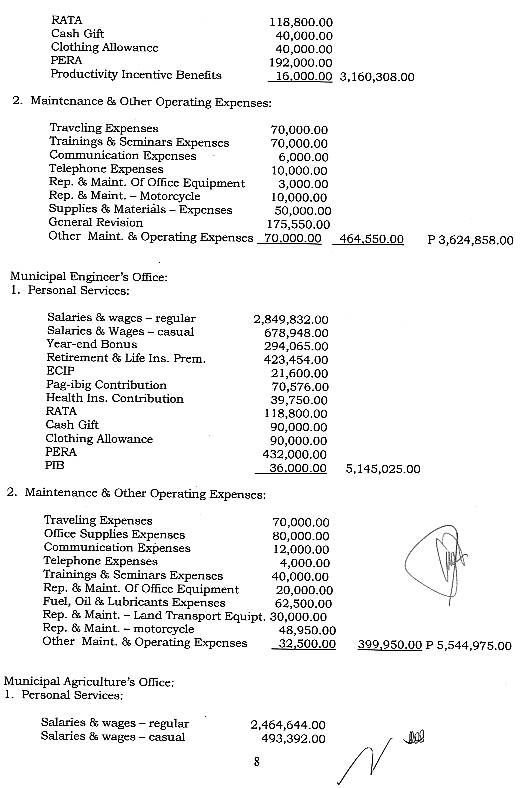 RATA 118,800.00
Cash Gift 40,000.00
Clothing Allowance 40,000.00
PERA 192,000.00
Productivity Incentive Benefits 16,000.00 3,160,308.00
2. Maintenance & Other Operating Expenses:
Traveling Expenses 70,000.00
Trainings & Seminars Expenses 70,000.00
Communication Expenses 6,000.00
Telephone Expenses 10,000.00
Rep. & Maint. Of Office Equipment 3,000.00
Rep. & Maint. – Motorcycle 10,000.00
Supplies & Materials – Expenses 50,000.00
General Revision 175,550.00
Other Maint. & Operating Expenses 70,000.00 464,550.00 P 3,624,858.00
Municipal Engineer's Office:
1. Personal Services:
Salaries & wages – regular 2,849,832.00
Salaries & Wages – casual 678,948.00
Year-end Bonus 294,065.00
Retirement & Life Ins. Prem. 423,454.00
ECIP 21,600.00
Pag-ibig Contribution 70,576.00
Health Ins. Contribution 39,750.00
RATA 118,800.00
Cash Gift 90,000.00
Clothing Allowance 90,000.00
PERA 432,000.00
PIB 36,000.00 5,145,025.00
2. Maintenance & Other Operating Expenses:
Traveling Expenses 70,000.00
Office Supplies Expenses 80,000.00
Communication Expenses 12,000.00
Telephone Expenses 4,000.00
Trainings & Seminars Expenses 40,000.00
Rep. & Maint. Of Office Equipment 20,000.00
Fuel, Oil & Lubricants Expenses 62,500.00
Rep. & Maint. – Land Transport Equipt. 30,000.00
Rep. & Maint. – motorcycle 48,950.00
Other Maint. & Operating Expenses 32,500.00 399,950.00 P 5,544,975.00
Municipal Agriculture's Office:
1. Personal Services:
Salaries & wages – regular 2,464,644.00
Salaries & wages – casual 493,392.00
8